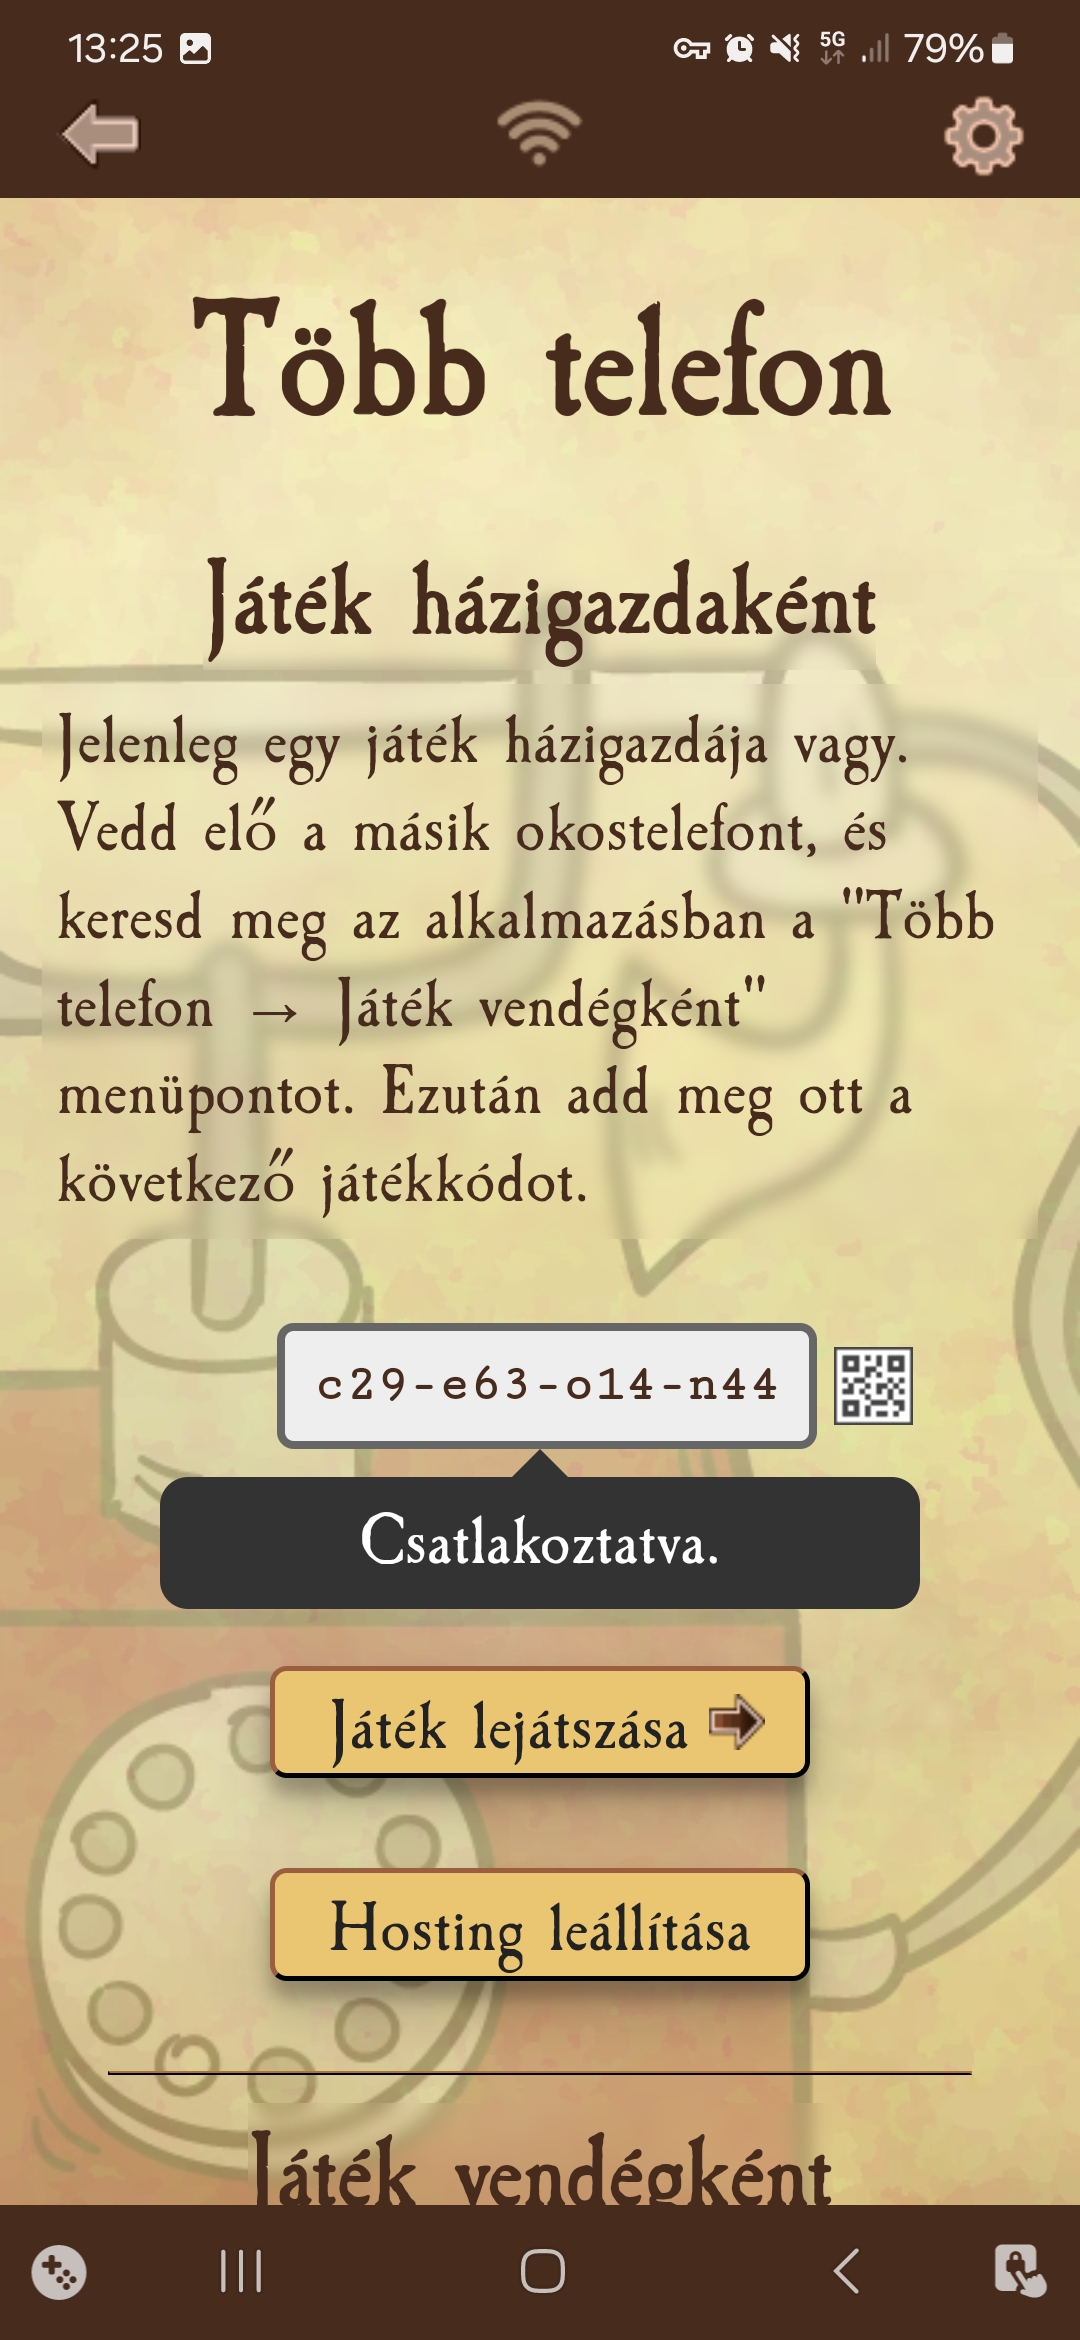 13:25
5G
79%
Több telefon
Játék házigazdaként
Jelenleg egy játék házigazdája vagy.
Vedd elő a másik okostelefont, és
keresd meg az alkalmazásban a "Több
telefon → Játék vendégként"
menüpontot. Ezután add meg ott a
következő játékkódot.
c29-e63-o14-n44
Csatlakoztatva.
Játék lejátszása
Hosting leállítása
Játék vendégként